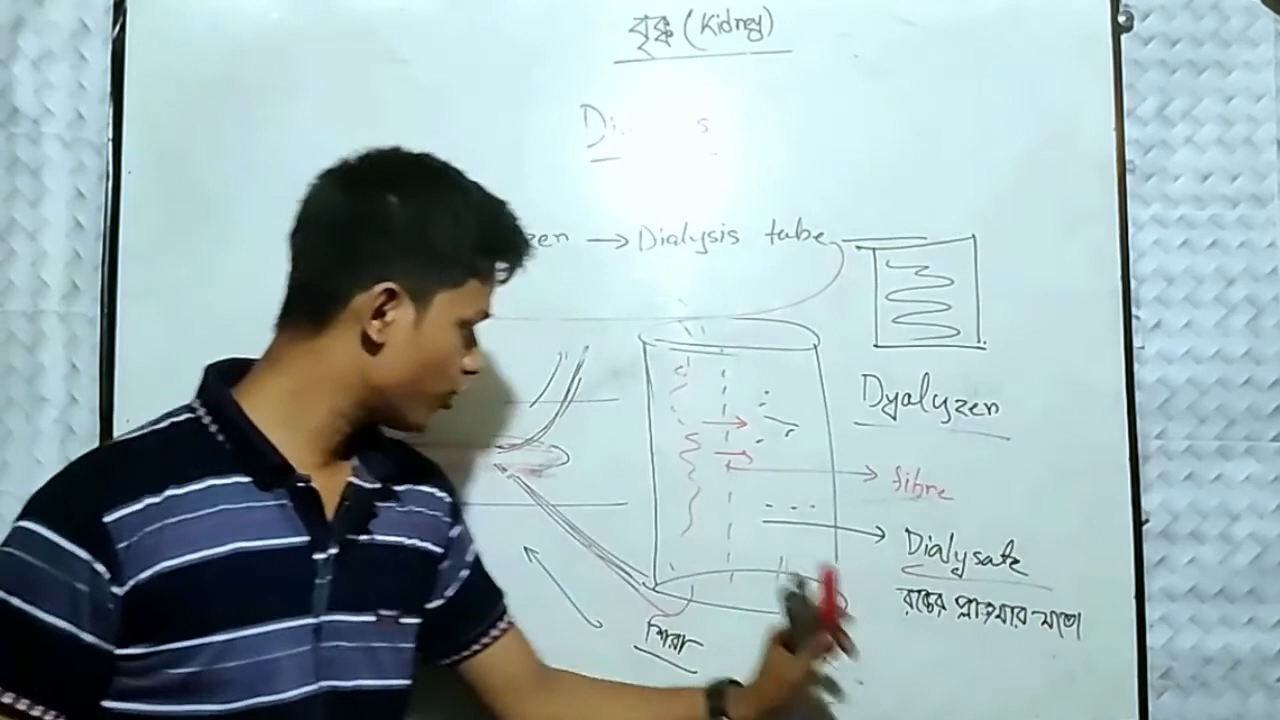 বৃক্ক (Kidney)
→ Dialysis tube
Dyalyzer
fibre
Dialysate
রক্তের প্লাজমার মতো
শিরা